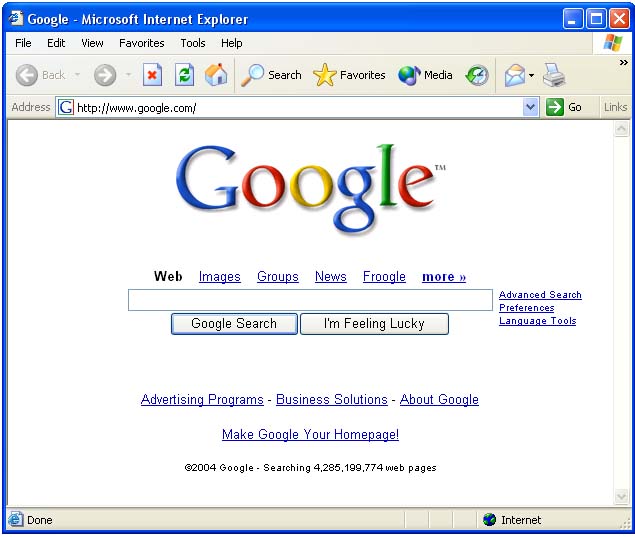 Google - Microsoft Internet Explorer
File Edit View Favorites Tools Help
Back Search Favorites Media »
Address http://www.google.com/ Go Links
Google™
Web Images Groups News Froogle more »
Advanced Search
Preferences
Language Tools
Google Search I'm Feeling Lucky
Advertising Programs - Business Solutions - About Google
Make Google Your Homepage!
©2004 Google - Searching 4,285,199,774 web pages
Done Internet